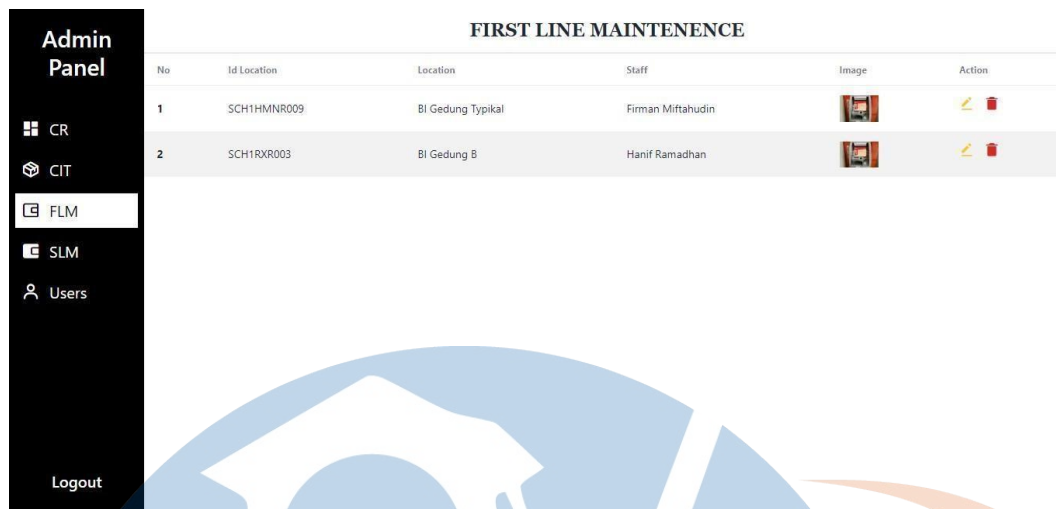 Admin
Panel
CR
CIT
FLM
SLM
Users
Logout
FIRST LINE MAINTENENCE
No Id Location Location Staff Image Action
1 SCH1HMNR009 BI Gedung Typikal Firman Miftahudin
2 SCH1RXR003 BI Gedung B Hanif Ramadhan